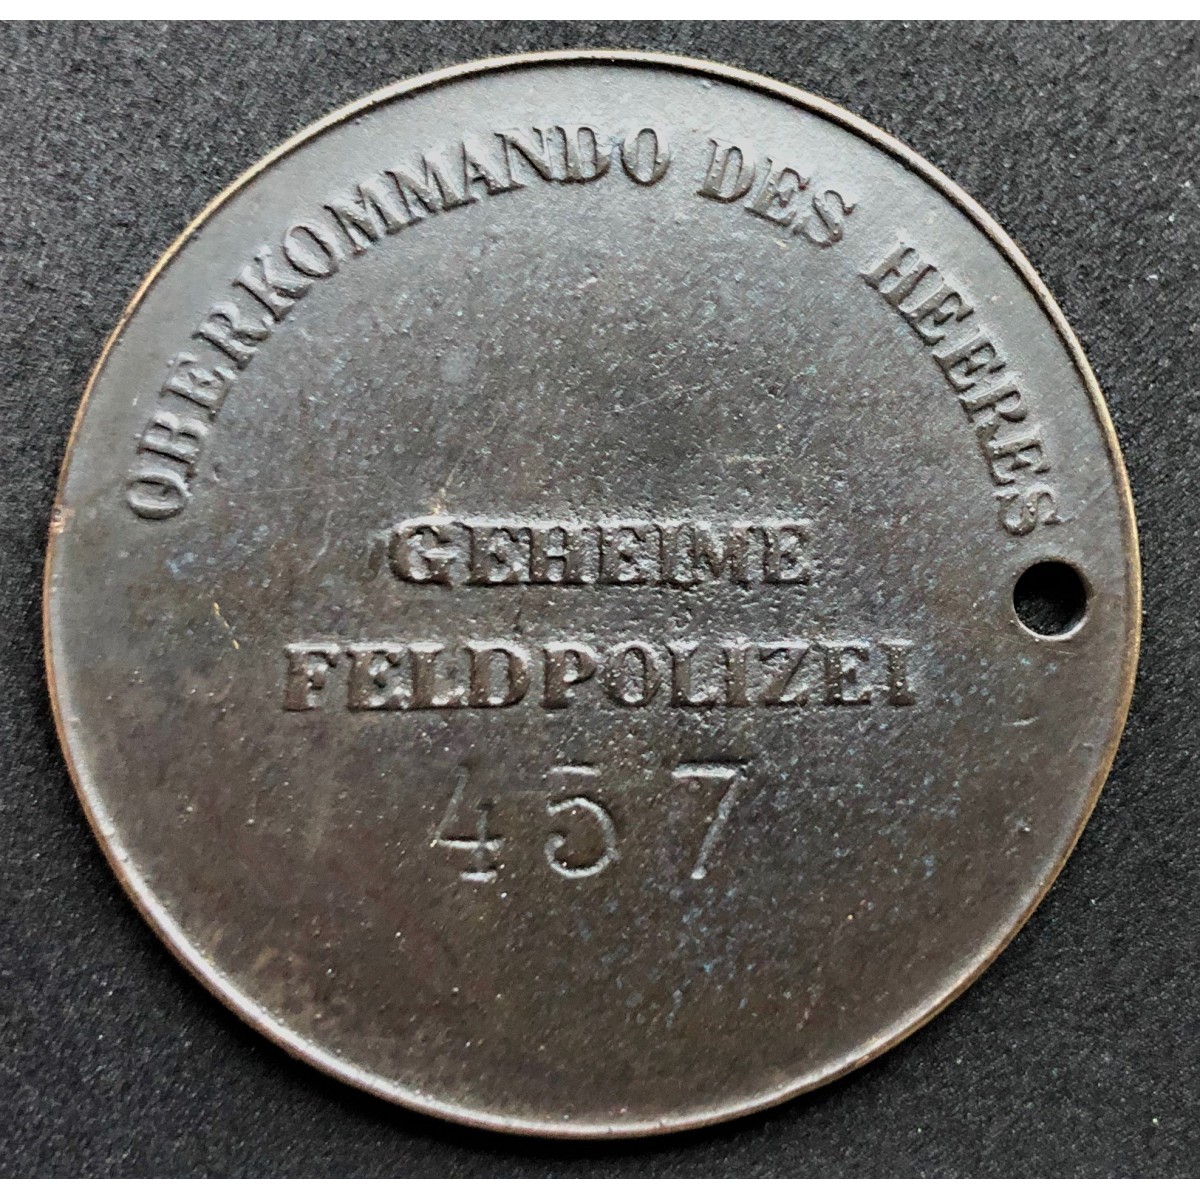 OBERKOMMANDO DES HEERES
GEHEIME
FELDPOLIZEI
457